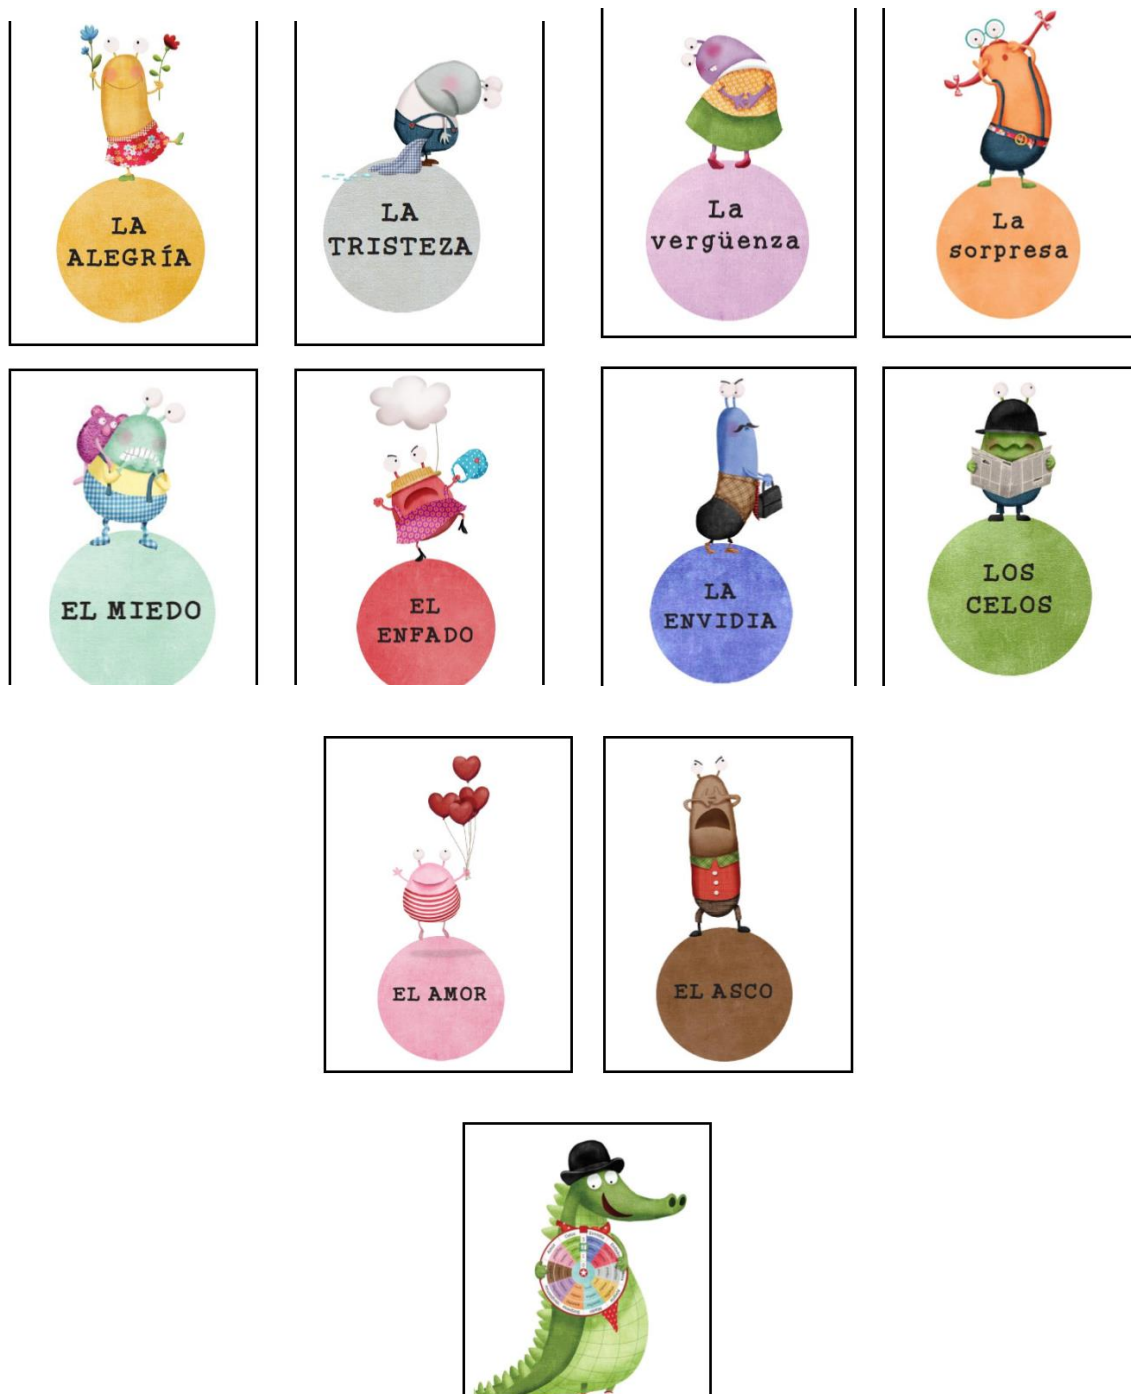 LA
ALEGRÍA
LA
TRISTEZA
La
vergüenza
La
sorpresa
EL MIEDO
EL
ENFADO
LA
ENVIDIA
LOS
CELOS
EL AMOR
EL ASCO